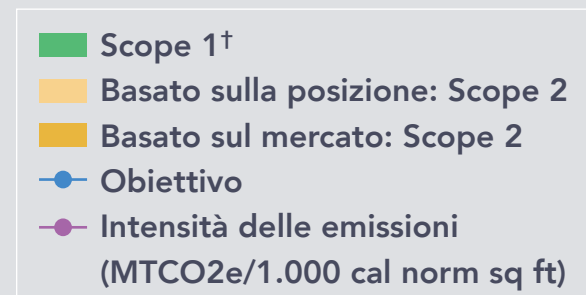 Scope 1†
Basato sulla posizione: Scope 2
Basato sul mercato: Scope 2
Obiettivo
Intensità delle emissioni
(MTCO2e/1.000 cal norm sq ft)